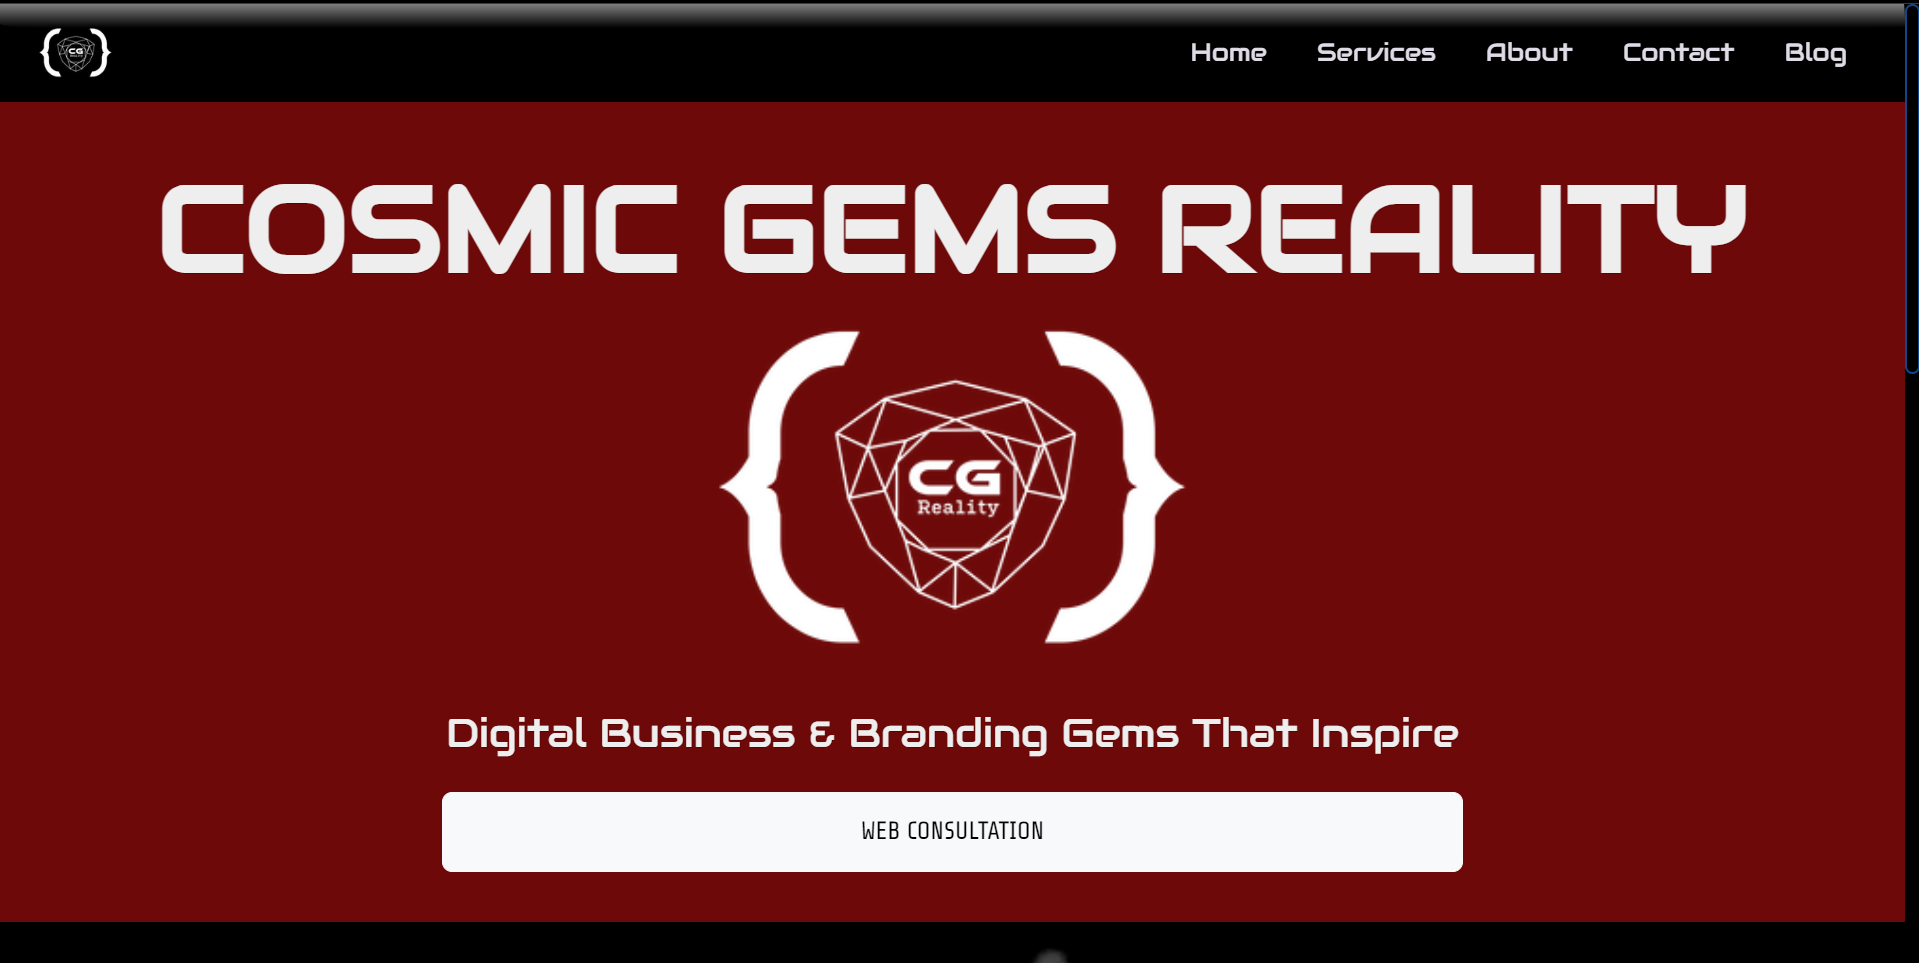 CG
Home Services About Contact Blog
COSMIC GEMS REALITY
CG
Reality
Digital Business & Branding Gems That Inspire
WEB CONSULTATION